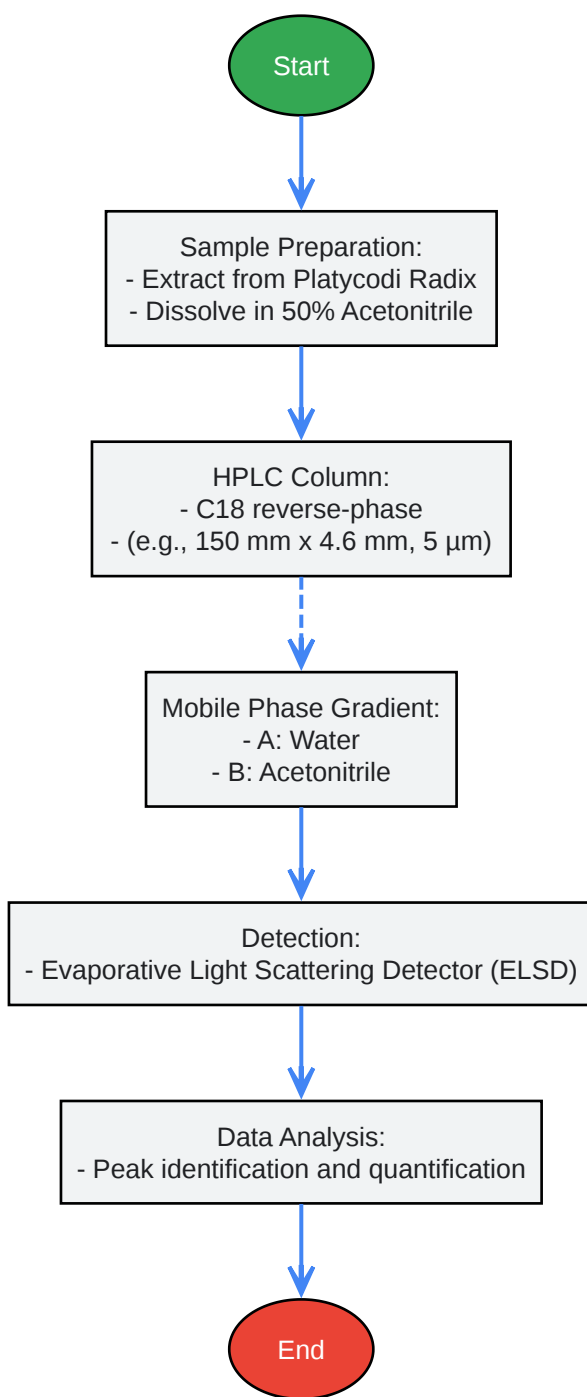 Start
Sample Preparation:
- Extract from Platycodi Radix
- Dissolve in 50% Acetonitrile
HPLC Column:
- C18 reverse-phase
- (e.g., 150 mm x 4.6 mm, 5 µm)
Mobile Phase Gradient:
- A: Water
- B: Acetonitrile
Detection:
- Evaporative Light Scattering Detector (ELSD)
Data Analysis:
- Peak identification and quantification
End